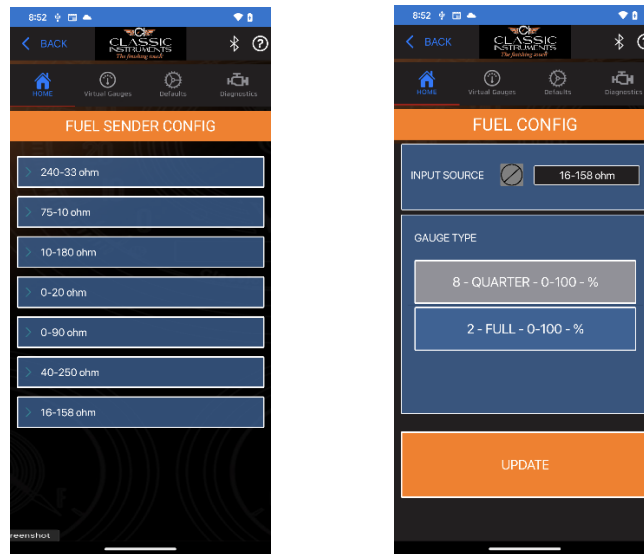 8:52
BACK
CLASSIC
INSTRUMENTS
The finishing touch
HOME
Virtual Gauges
Defaults
Diagnostics
FUEL SENDER CONFIG
240-33 ohm
75-10 ohm
10-180 ohm
0-20 ohm
0-90 ohm
40-250 ohm
16-158 ohm
reenshot
8:52
BACK
CLASSIC
INSTRUMENTS
The finishing touch
HOME
Virtual Gauges
Defaults
Diagnostics
FUEL CONFIG
INPUT SOURCE 16-158 ohm
GAUGE TYPE
8 - QUARTER - 0-100 - %
2 - FULL - 0-100 - %
UPDATE